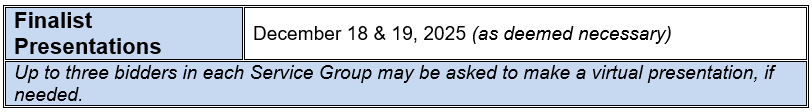 Finalist
Presentations
December 18 & 19, 2025 (as deemed necessary)
Up to three bidders in each Service Group may be asked to make a virtual presentation, if
needed.